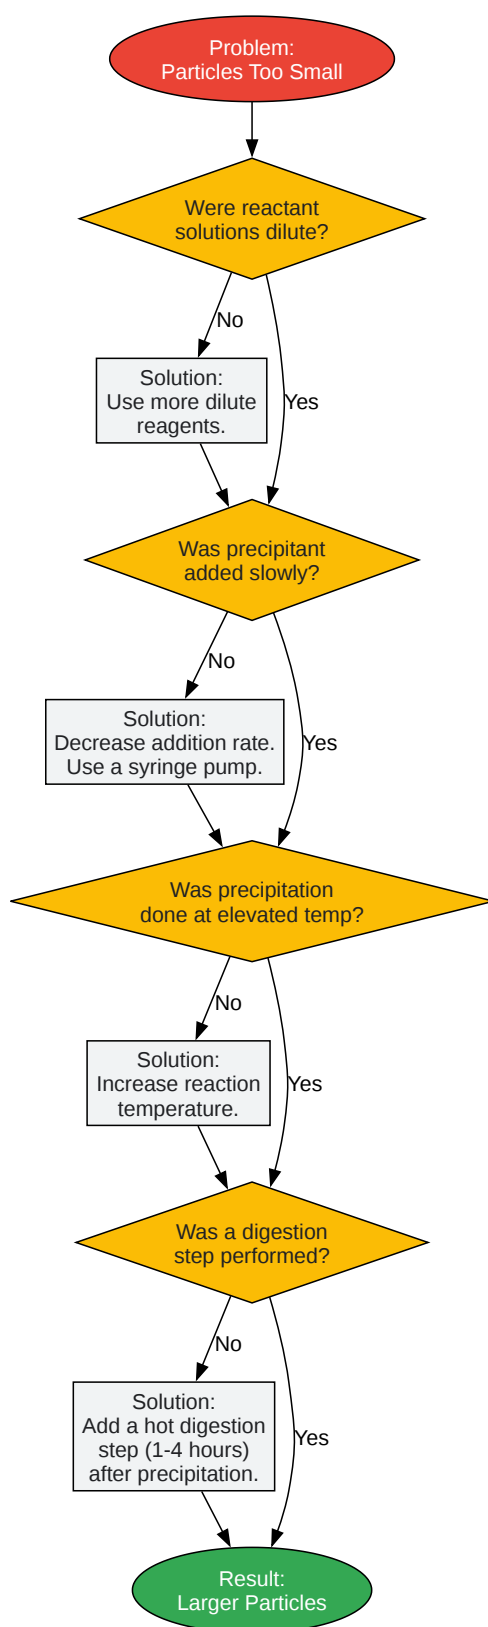 Problem:
Particles Too Small
Were reactant
solutions dilute?
No
Solution:
Use more dilute
reagents.
Yes
Was precipitant
added slowly?
No
Solution:
Decrease addition rate.
Use a syringe pump.
Yes
Was precipitation
done at elevated temp?
No
Solution:
Increase reaction
temperature.
Yes
Was a digestion
step performed?
No
Solution:
Add a hot digestion
step (1-4 hours)
after precipitation.
Yes
Result:
Larger Particles